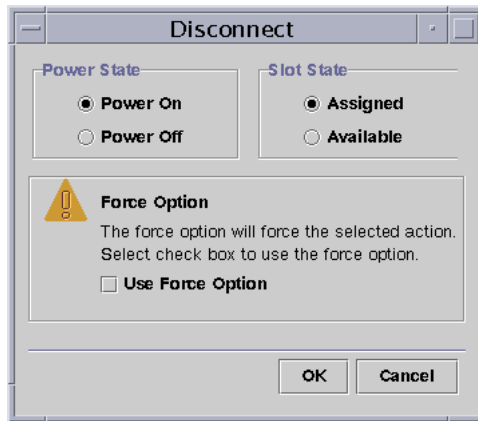 Disconnect
Power State
Power On
Power Off
Slot State
Assigned
Available
Force Option
The force option will force the selected action.
Select check box to use the force option.
Use Force Option
OK
Cancel